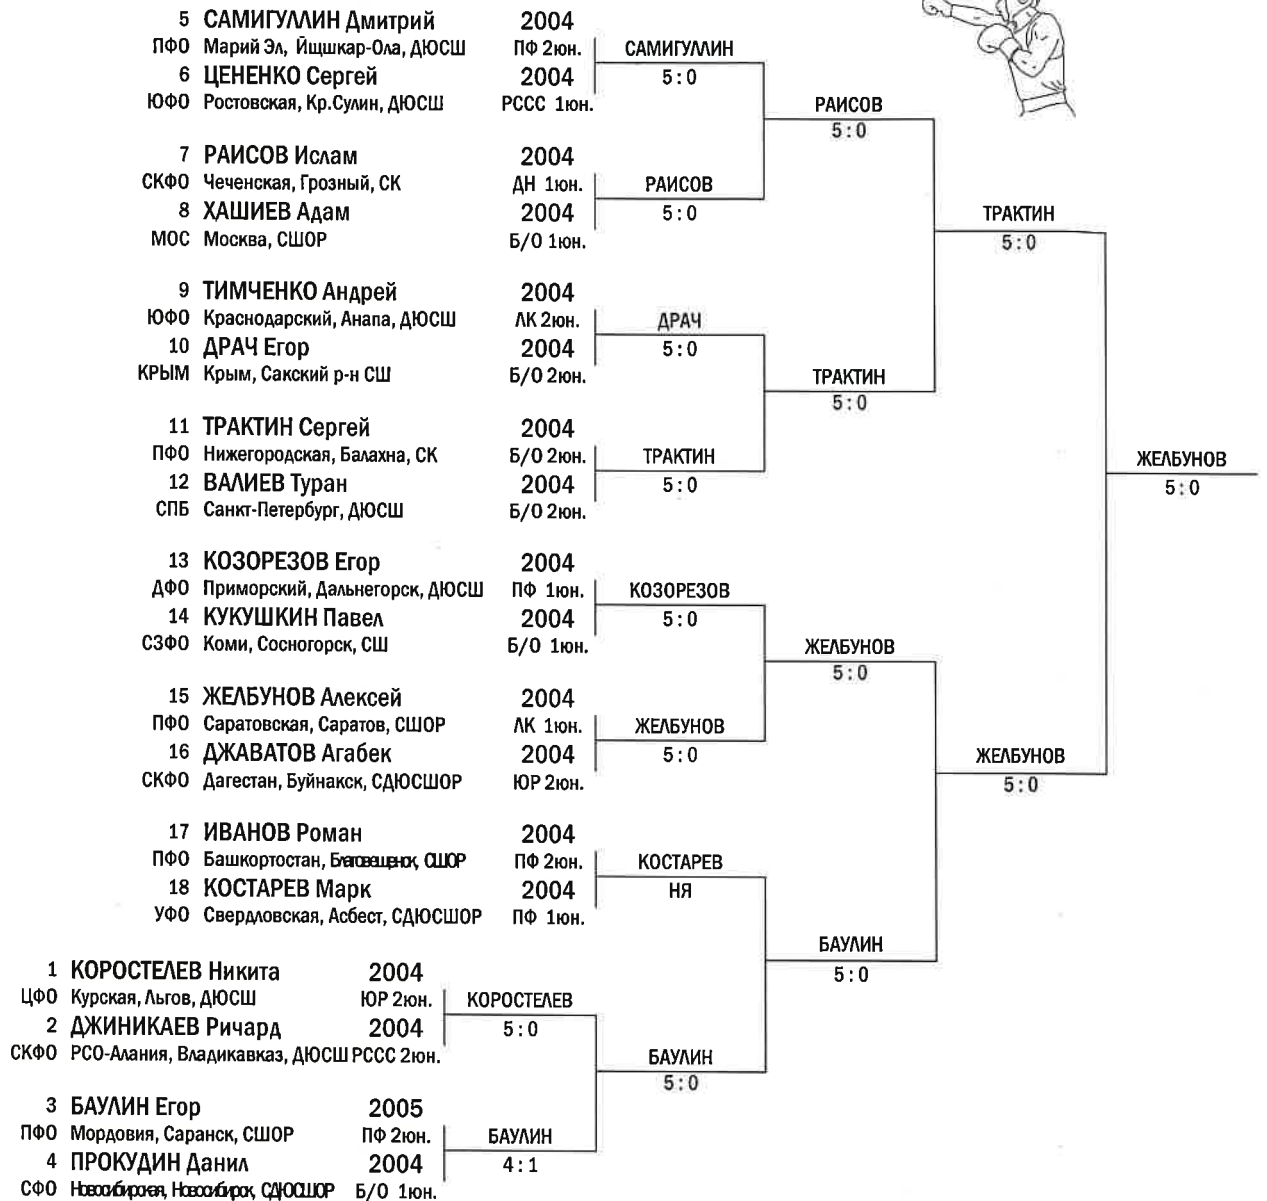 5 САМИГУЛЛИН Дмитрий 2004
ПФО Марий Эл, Йщшкар-Ола, ДЮСШ ПФ 2юн. САМИГУЛЛИН
6 ЦЕНЕНКО Сергей 2004 5:0
ЮФО Ростовская, Кр.Сулин, ДЮСШ РССС 1юн. РАИСОВ
5:0
7 РАИСОВ Ислам 2004
СКФО Чеченская, Грозный, СК ДН 1юн. РАИСОВ
8 ХАШИЕВ Адам 2004 5:0 ТРАКТИН
МОС Москва, СШОР Б/О 1юн. 5:0
9 ТИМЧЕНКО Андрей 2004
ЮФО Краснодарский, Анапа, ДЮСШ ЛК 2юн. ДРАЧ
10 ДРАЧ Егор 2004 5:0
КРЫМ Крым, Сакский р-н СШ Б/О 2юн. ТРАКТИН
5:0
11 ТРАКТИН Сергей 2004
ПФО Нижегородская, Балахна, СК Б/О 2юн. ТРАКТИН ЖЕЛБУНОВ
12 ВАЛИЕВ Туран 2004 5:0 5:0
СПБ Санкт-Петербург, ДЮСШ Б/О 2юн.
13 КОЗОРЕЗОВ Егор 2004
ДФО Приморский, Дальнегорск, ДЮСШ ПФ 1юн. КОЗОРЕЗОВ
14 КУКУШКИН Павел 2004 5:0
СЗФО Коми, Сосногорск, СШ Б/О 1юн. ЖЕЛБУНОВ
5:0
15 ЖЕЛБУНОВ Алексей 2004
ПФО Саратовская, Саратов, СШОР ЛК 1юн. ЖЕЛБУНОВ
16 ДЖАВАТОВ Агабек 2004 5:0 ЖЕЛБУНОВ
СКФО Дагестан, Буйнакск, СДЮСШОР ЮР 2юн. 5:0
17 ИВАНОВ Роман 2004
ПФО Башкортостан, Благовещенск, СШОР ПФ 2юн. КОСТАРЕВ
18 КОСТАРЕВ Марк 2004 НЯ
УФО Свердловская, Асбест, СДЮСШОР ПФ 1юн.
БАУЛИН
1 КОРОСТЕЛЕВ Никита 2004 5:0
ЦФО Курская, Льгов, ДЮСШ ЮР 2юн. КОРОСТЕЛЕВ
2 ДЖИНИКАЕВ Ричард 2004 5:0
СКФО РСО-Алания, Владикавказ, ДЮСШ РССС 2юн. БАУЛИН
5:0
3 БАУЛИН Егор 2005
ПФО Мордовия, Саранск, СШОР ПФ 2юн. БАУЛИН
4 ПРОКУДИН Данил 2004 4:1
СФО Новосибирская, Новосибирск, СДЮСШОР Б/О 1юн.